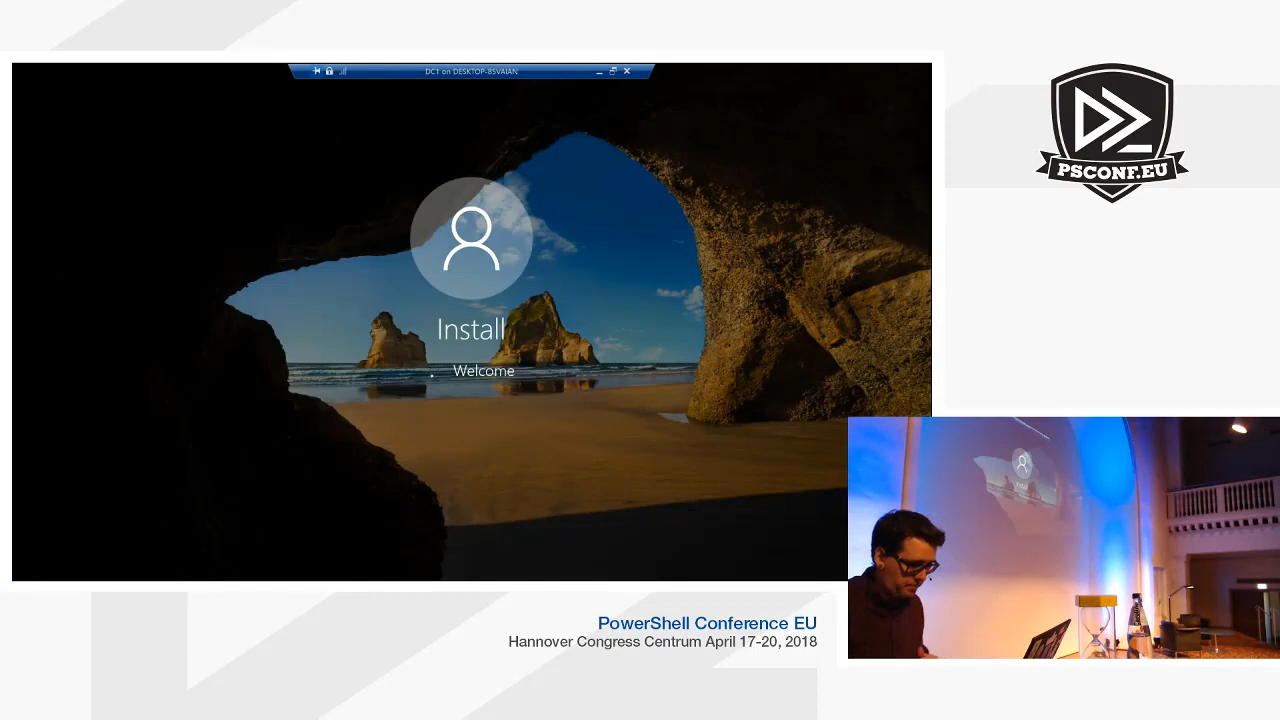 DC1 on DESKTOP-85VAIAN
PSCONF.EU
Install
Welcome
PowerShell Conference EU
Hannover Congress Centrum April 17-20, 2018